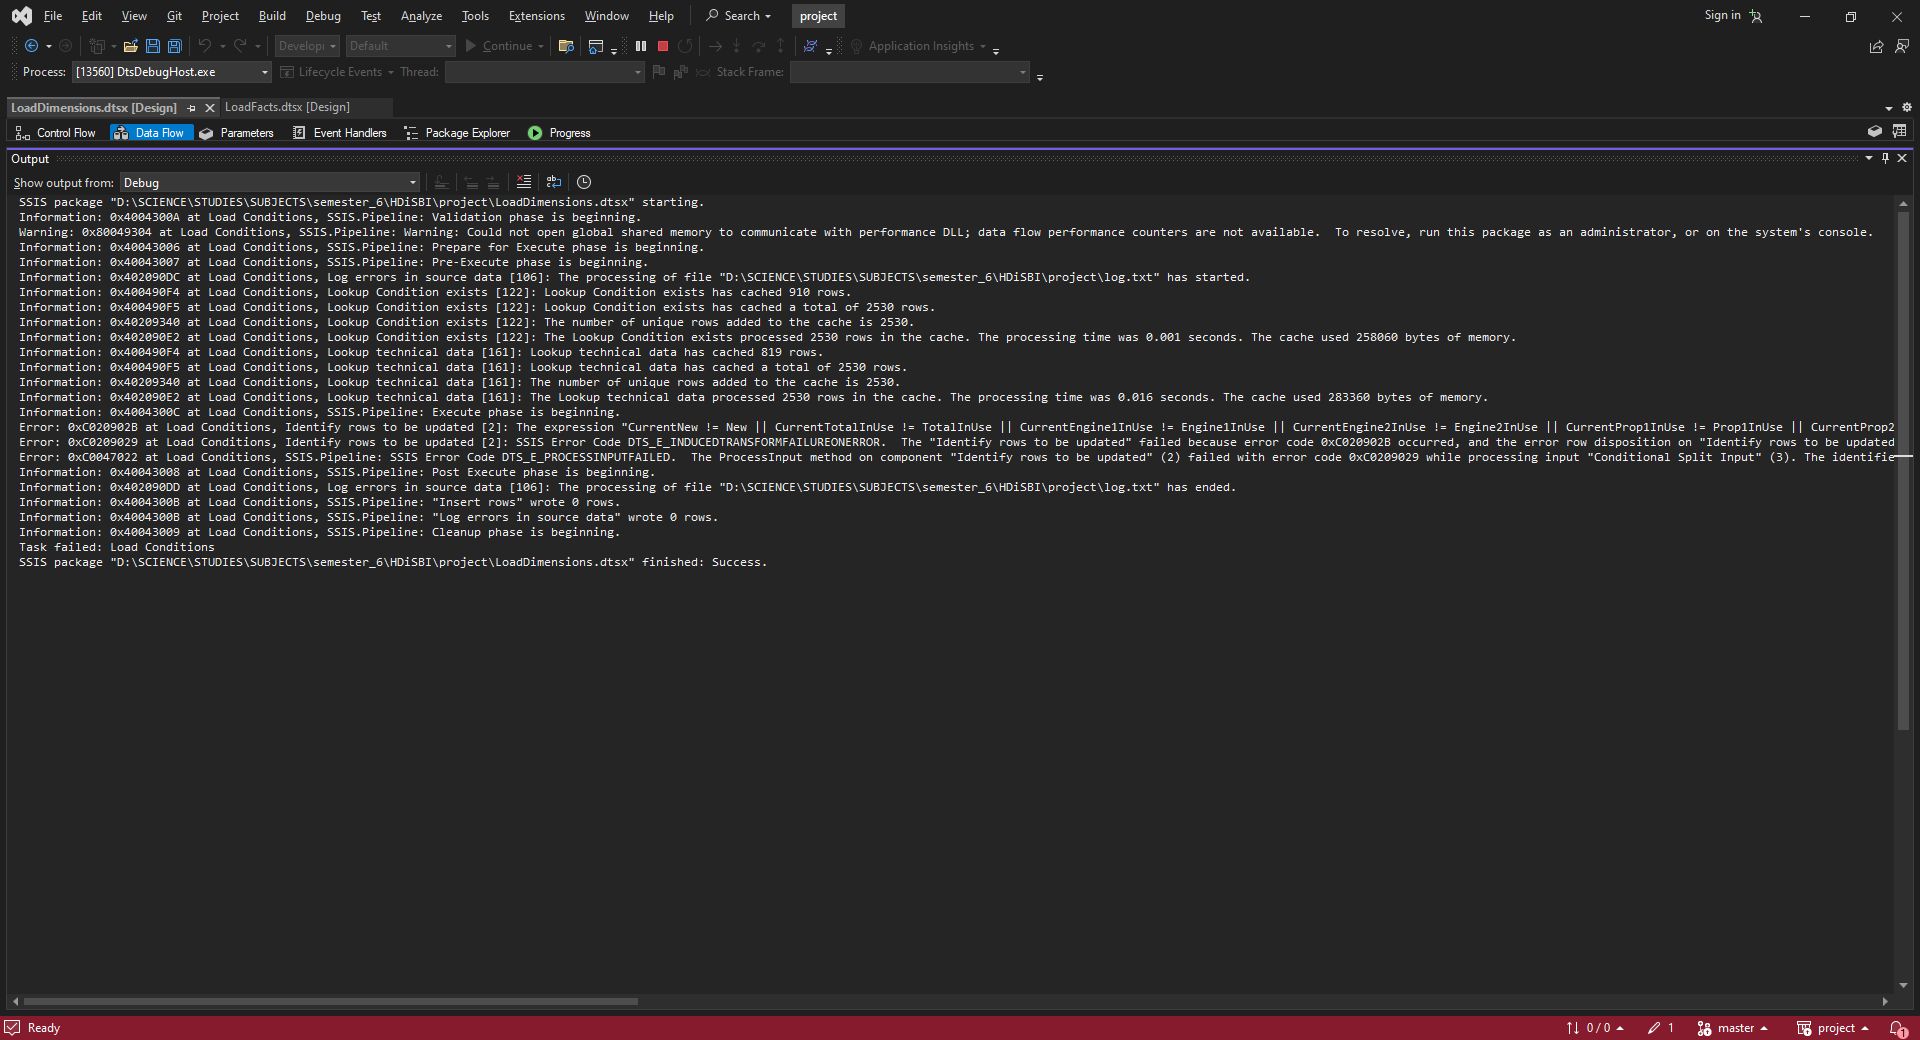 File Edit View Git Project Build Debug Test Analyze Tools Extensions Window Help Search project Sign in
Develop Default Continue Application Insights
Process: [13560] DtsDebugHost.exe Lifecycle Events Thread: Stack Frame:
LoadDimensions.dtsx [Design] LoadFacts.dtsx [Design]
Control Flow Data Flow Parameters Event Handlers Package Explorer Progress
Output
Show output from: Debug
SSIS package "D:\SCIENCE\STUDIES\SUBJECTS\semester_6\HDiSBI\project\LoadDimensions.dtsx" starting.
Information: 0x4004300A at Load Conditions, SSIS.Pipeline: Validation phase is beginning.
Warning: 0x80049304 at Load Conditions, SSIS.Pipeline: Warning: Could not open global shared memory to communicate with performance DLL; data flow performance counters are not available.  To resolve, run this package as an administrator, or on the system's console.
Information: 0x40043006 at Load Conditions, SSIS.Pipeline: Prepare for Execute phase is beginning.
Information: 0x40043007 at Load Conditions, SSIS.Pipeline: Pre-Execute phase is beginning.
Information: 0x402090DC at Load Conditions, Log errors in source data [106]: The processing of file "D:\SCIENCE\STUDIES\SUBJECTS\semester_6\HDiSBI\project\log.txt" has started.
Information: 0x400490F4 at Load Conditions, Lookup Condition exists [122]: Lookup Condition exists has cached 910 rows.
Information: 0x400490F5 at Load Conditions, Lookup Condition exists [122]: Lookup Condition exists has cached a total of 2530 rows.
Information: 0x40209340 at Load Conditions, Lookup Condition exists [122]: The number of unique rows added to the cache is 2530.
Information: 0x402090E2 at Load Conditions, Lookup Condition exists [122]: The Lookup Condition exists processed 2530 rows in the cache. The processing time was 0.001 seconds. The cache used 258060 bytes of memory.
Information: 0x400490F4 at Load Conditions, Lookup technical data [161]: Lookup technical data has cached 819 rows.
Information: 0x400490F5 at Load Conditions, Lookup technical data [161]: Lookup technical data has cached a total of 2530 rows.
Information: 0x40209340 at Load Conditions, Lookup technical data [161]: The number of unique rows added to the cache is 2530.
Information: 0x402090E2 at Load Conditions, Lookup technical data [161]: The Lookup technical data processed 2530 rows in the cache. The processing time was 0.016 seconds. The cache used 283360 bytes of memory.
Information: 0x4004300C at Load Conditions, SSIS.Pipeline: Execute phase is beginning.
Error: 0xC020902B at Load Conditions, Identify rows to be updated [2]: The expression "CurrentNew != New || CurrentTotalInUse != TotalInUse || CurrentEngine1InUse != Engine1InUse || CurrentEngine2InUse != Engine2InUse || CurrentProp1InUse != Prop1InUse || CurrentProp2
Error: 0xC0209029 at Load Conditions, Identify rows to be updated [2]: SSIS Error Code DTS_E_INDUCEDTRANSFORMFAILUREONERROR.  The "Identify rows to be updated" failed because error code 0xC020902B occurred, and the error row disposition on "Identify rows to be updated
Error: 0xC0047022 at Load Conditions, SSIS.Pipeline: SSIS Error Code DTS_E_PROCESSINPUTFAILED.  The ProcessInput method on component "Identify rows to be updated" (2) failed with error code 0xC0209029 while processing input "Conditional Split Input" (3). The identifie
Information: 0x40043008 at Load Conditions, SSIS.Pipeline: Post Execute phase is beginning.
Information: 0x402090DD at Load Conditions, Log errors in source data [106]: The processing of file "D:\SCIENCE\STUDIES\SUBJECTS\semester_6\HDiSBI\project\log.txt" has ended.
Information: 0x4004300B at Load Conditions, SSIS.Pipeline: "Insert rows" wrote 0 rows.
Information: 0x4004300B at Load Conditions, SSIS.Pipeline: "Log errors in source data" wrote 0 rows.
Information: 0x40043009 at Load Conditions, SSIS.Pipeline: Cleanup phase is beginning.
Task failed: Load Conditions
SSIS package "D:\SCIENCE\STUDIES\SUBJECTS\semester_6\HDiSBI\project\LoadDimensions.dtsx" finished: Success.
Ready 0 / 0 1 master project 1